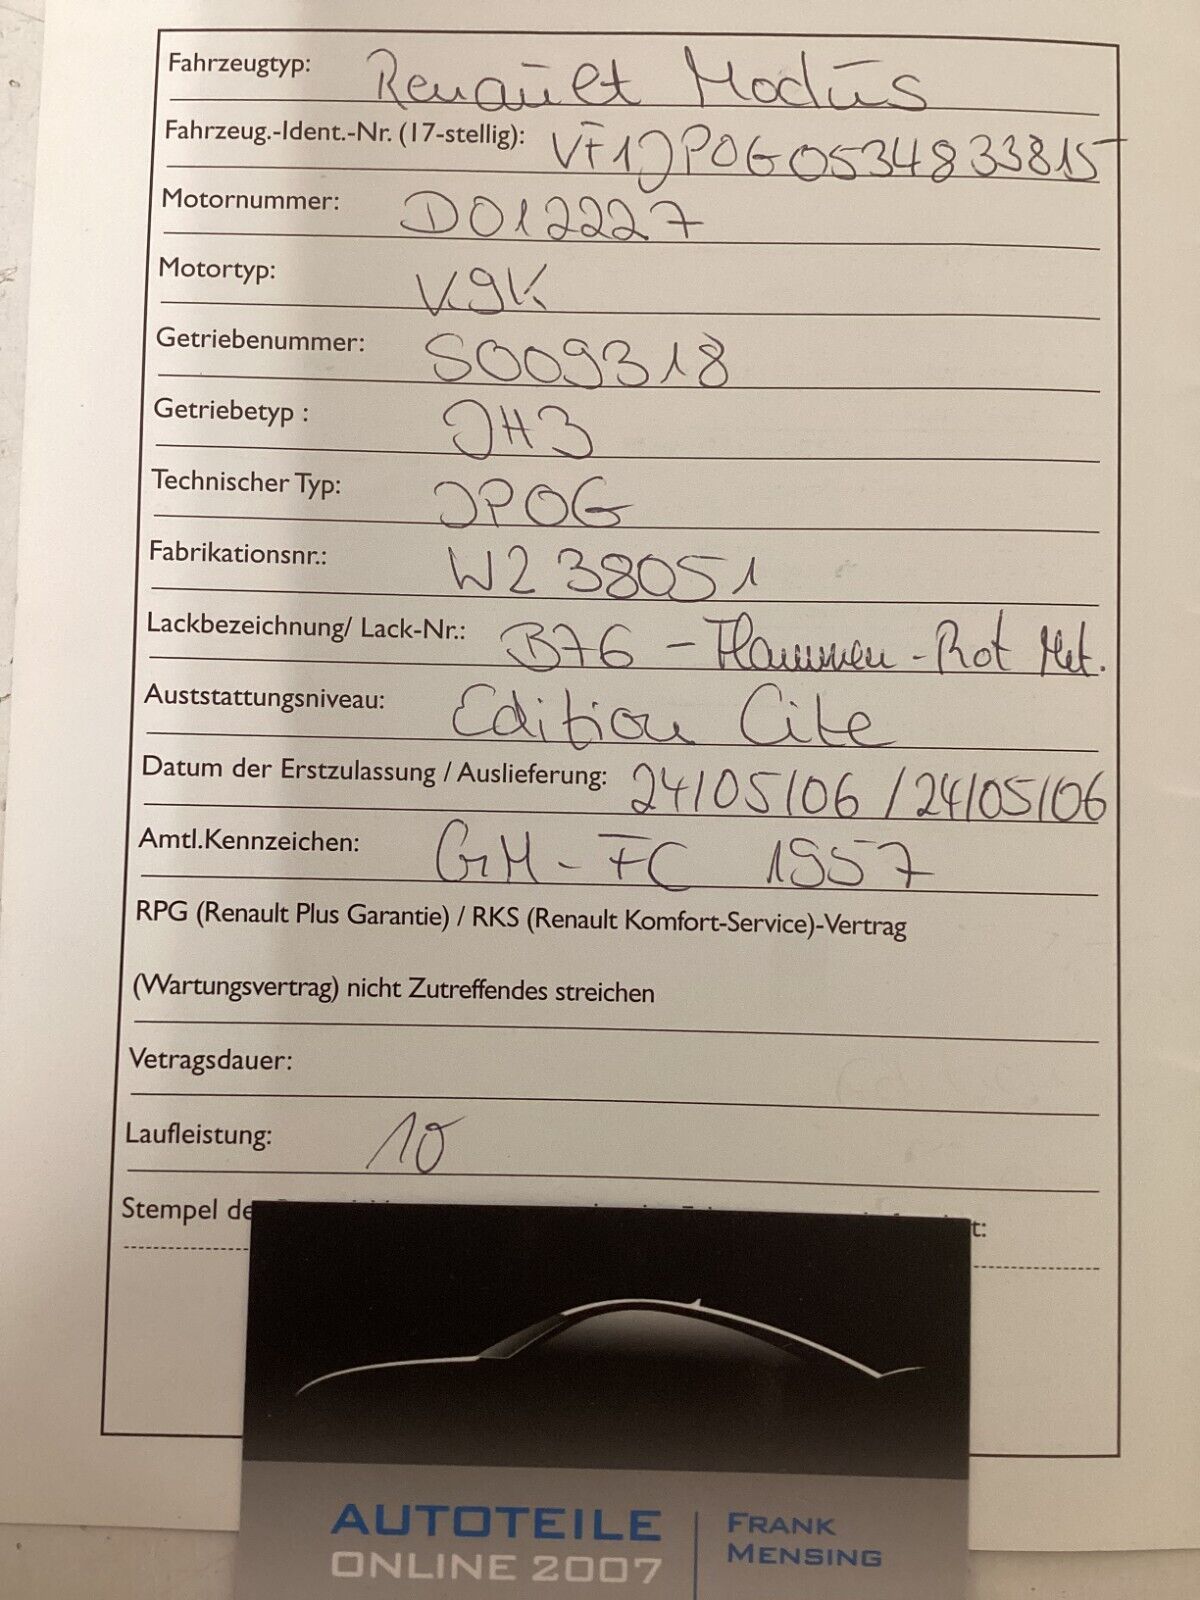 Fahrzeugtyp: Renault Modus
Fahrzeug.-Ident.-Nr. (17-stellig): VF1JP0G0534833815
Motornummer: D012227
Motortyp: K9K
Getriebenummer: S009318
Getriebetyp : JH3
Technischer Typ: JP0G
Fabrikationsnr.: W238051
Lackbezeichnung/ Lack-Nr.: B76 - Flammen-Rot Met.
Auststattungsniveau: Edition Cite
Datum der Erstzulassung / Auslieferung: 24/05/06 / 24/05/06
Amtl.Kennzeichen: GM - FC 1957
RPG (Renault Plus Garantie) / RKS (Renault Komfort-Service)-Vertrag
(Wartungsvertrag) nicht Zutreffendes streichen
Vetragsdauer:
Laufleistung: 10
Stempel de
AUTOTEILE
ONLINE 2007
FRANK
MENSING